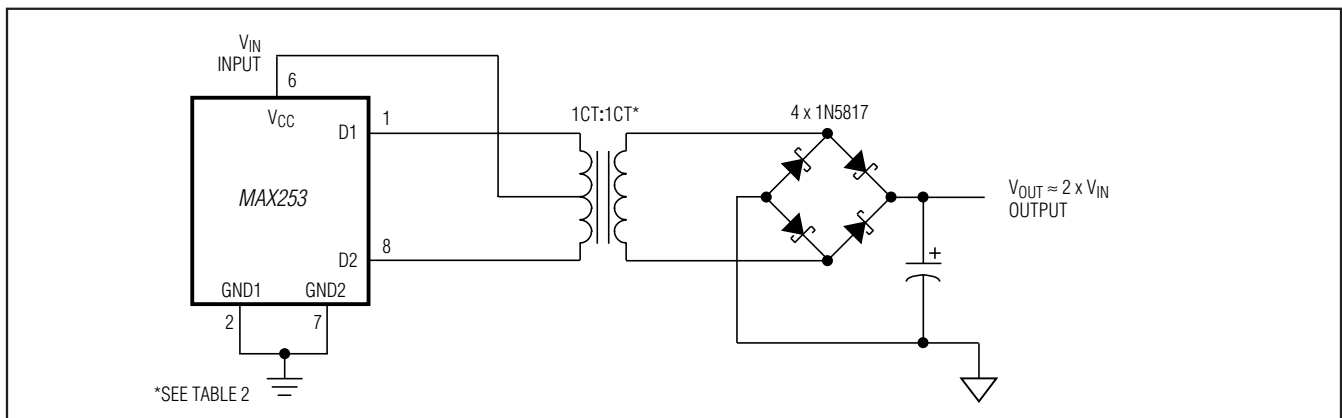 V_IN
INPUT
6
V_CC
D1
1
1CT:1CT*
4 x 1N5817
MAX253
V_OUT ≈ 2 x V_IN
OUTPUT
D2
8
GND1
GND2
2
7
+
*SEE TABLE 2